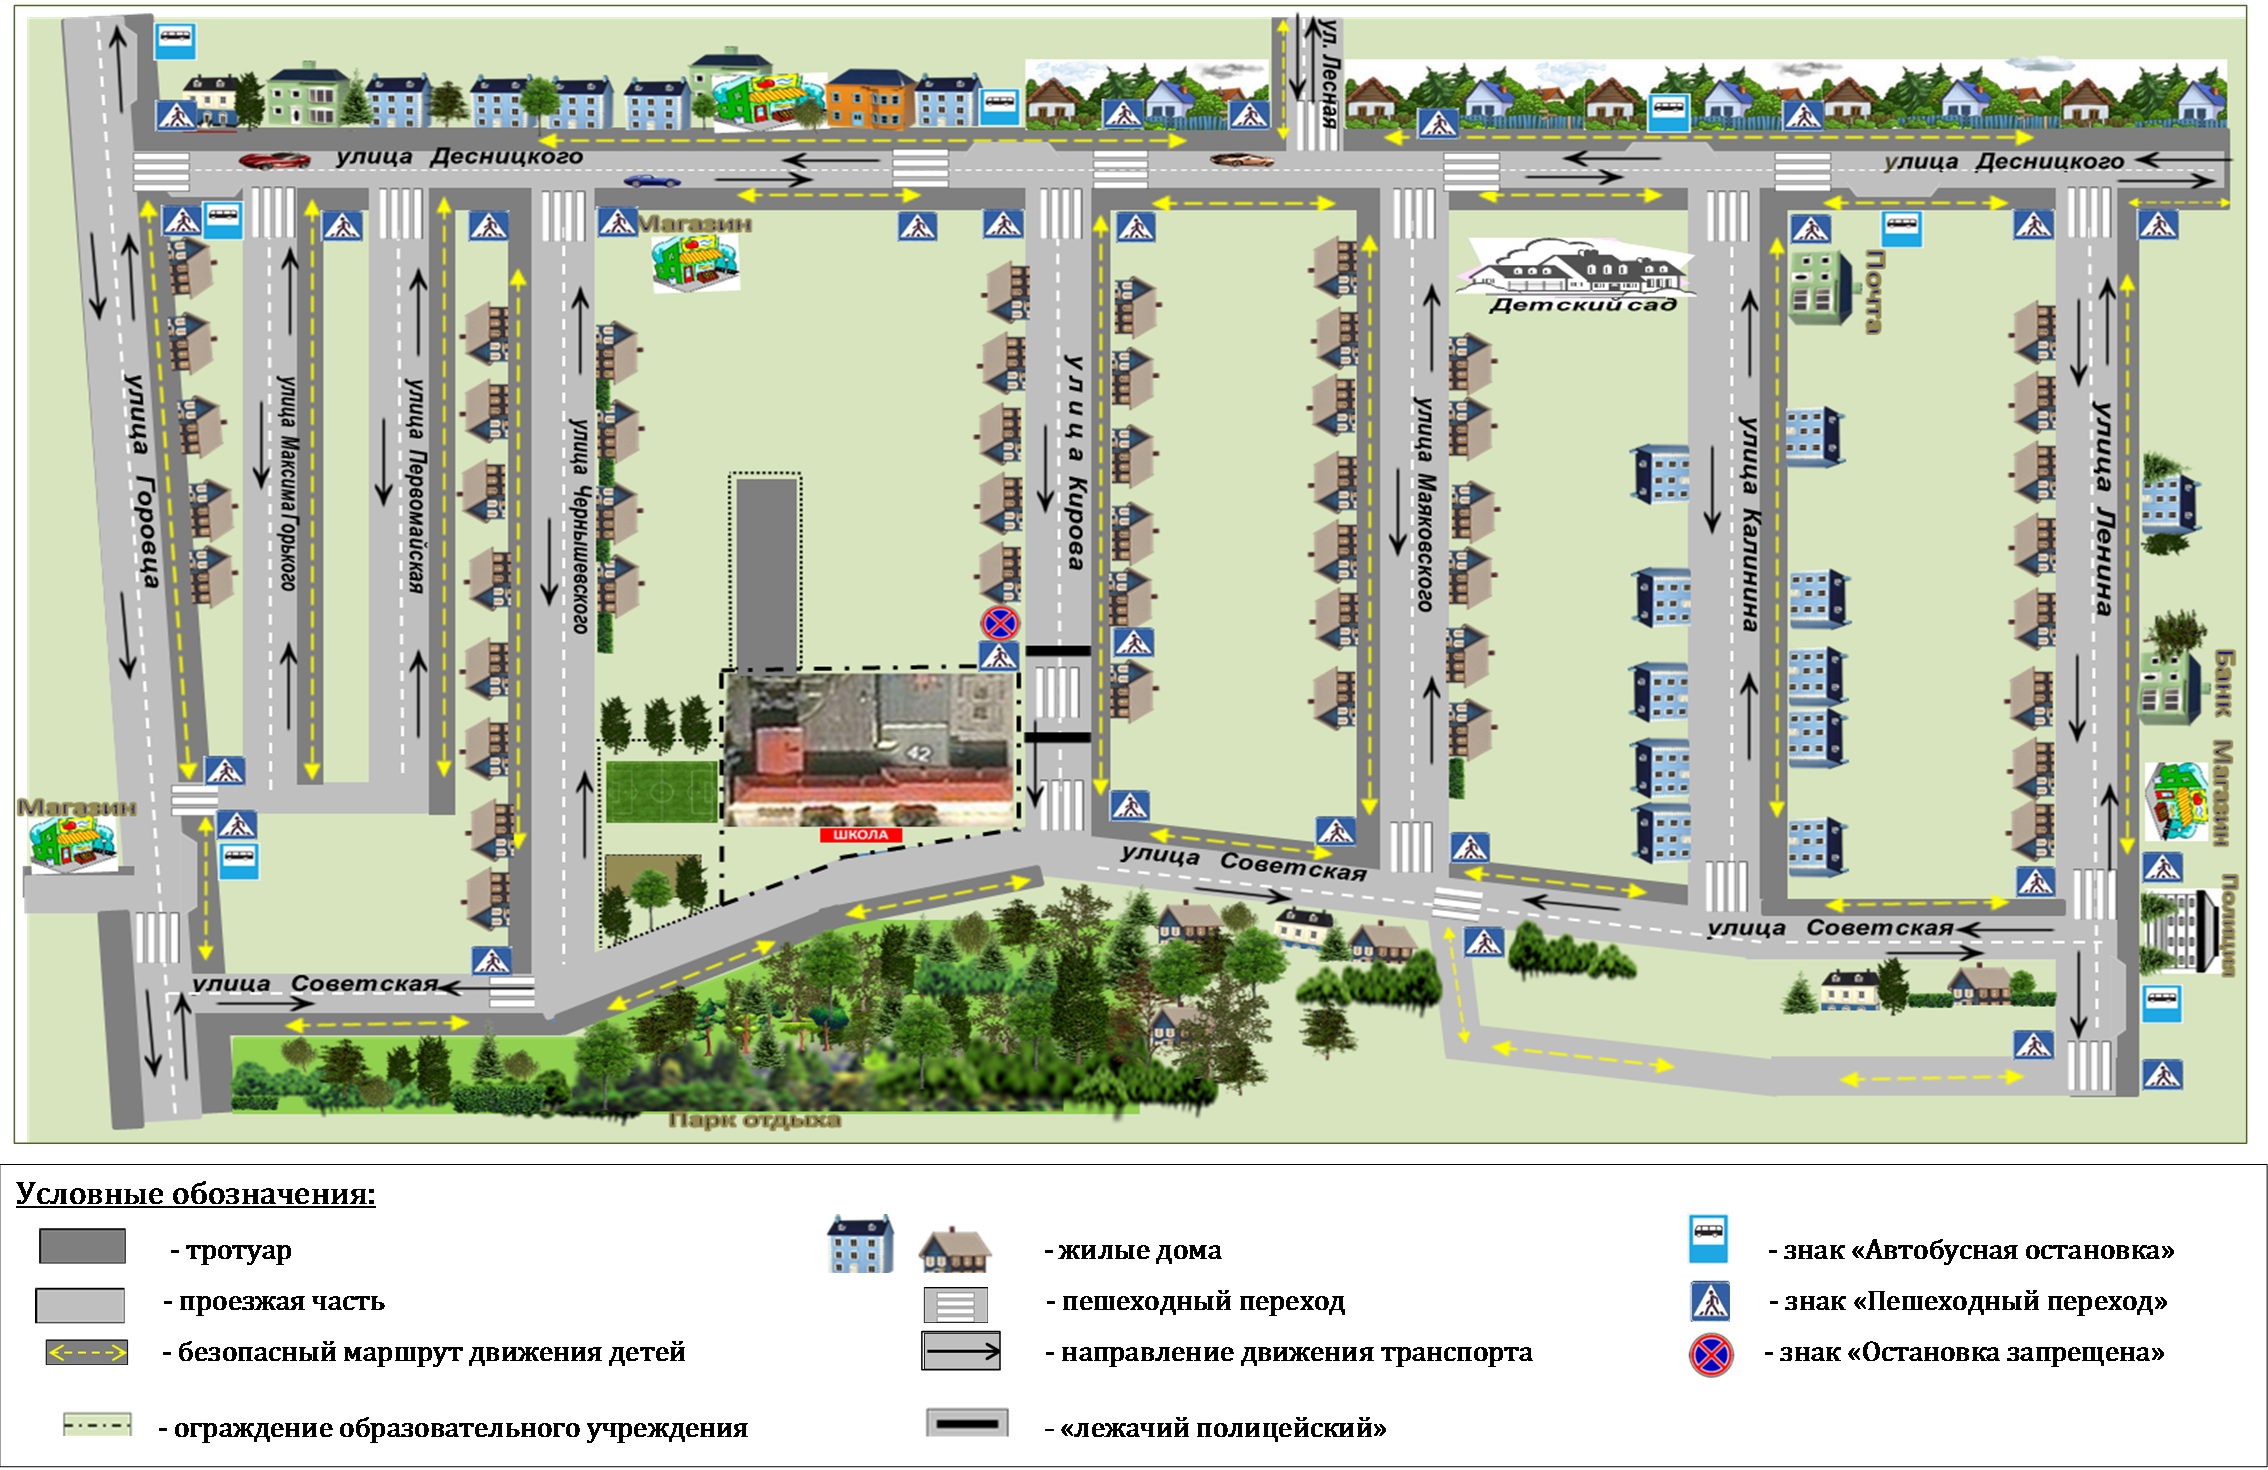 ул. Лесная
улица Десницкого
улица Десницкого
Магазин
Детский сад
Почта
улица Горовца
улица Максима Горького
улица Первомайская
улица Чернышевского
улица Кирова
улица Маяковского
улица Калинина
улица Ленина
Банк
Магазин
Полиция
42
ШКОЛА
Магазин
улица Советская
улица Советская
улица Советская
Парк отдыха
Условные обозначения:
- тротуар
- проезжая часть
- безопасный маршрут движения детей
- ограждение образовательного учреждения
- жилые дома
- пешеходный переход
- направление движения транспорта
- «лежачий полицейский»
- знак «Автобусная остановка»
- знак «Пешеходный переход»
- знак «Остановка запрещена»